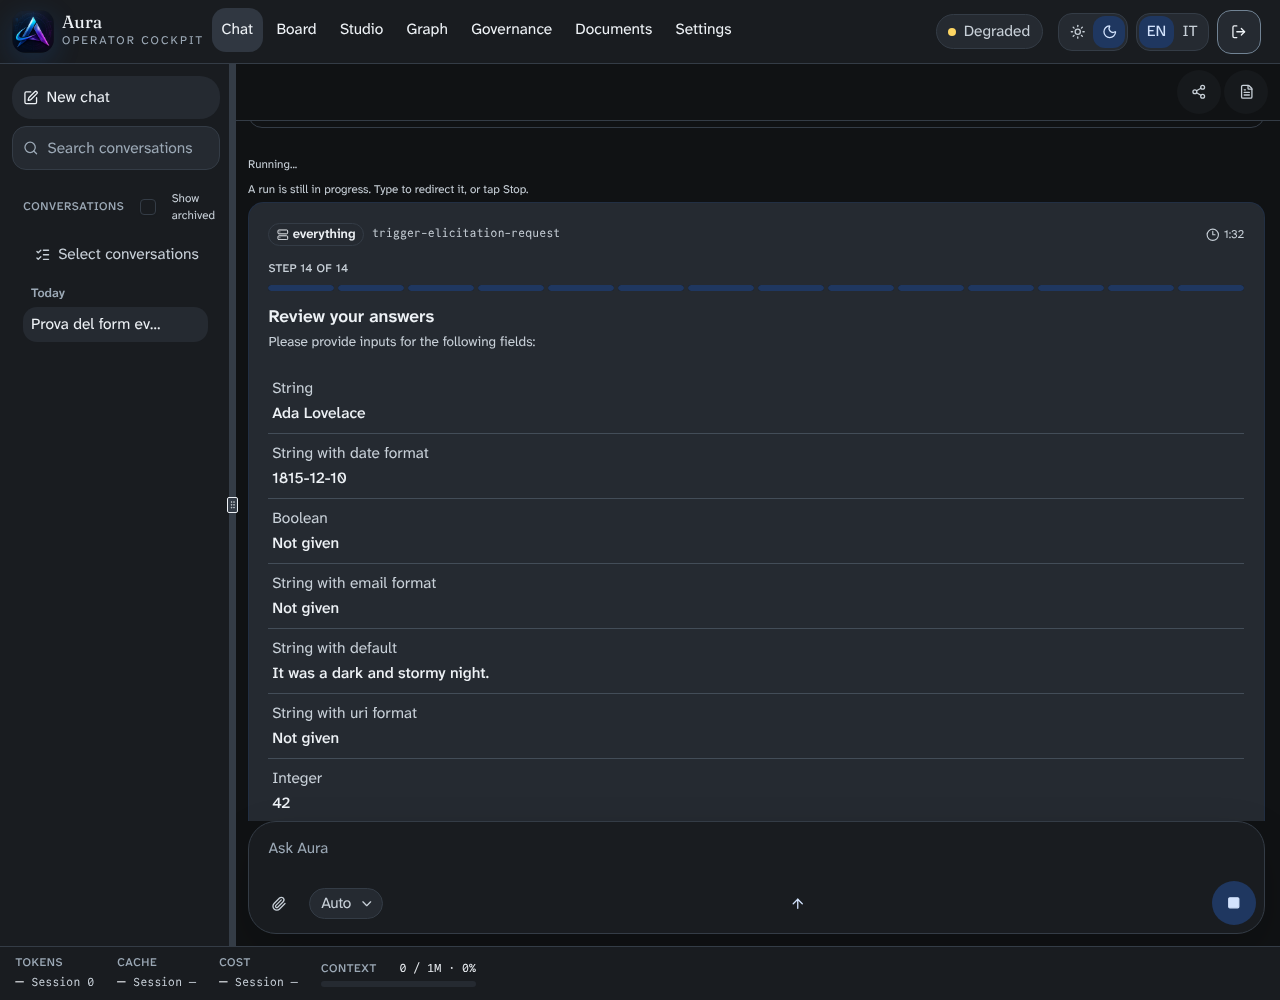 Aura
OPERATOR COCKPIT
Chat
Board
Studio
Graph
Governance
Documents
Settings
Degraded
EN
IT
New chat
Search conversations
CONVERSATIONS
Show archived
Select conversations
Today
Prova del form ev...
Running...
A run is still in progress. Type to redirect it, or tap Stop.
everything
trigger-elicitation-request
1:32
STEP 14 OF 14
Review your answers
Please provide inputs for the following fields:
String
Ada Lovelace
String with date format
1815-12-10
Boolean
Not given
String with email format
Not given
String with default
It was a dark and stormy night.
String with uri format
Not given
Integer
42
Ask Aura
Auto
TOKENS
— Session 0
CACHE
— Session —
COST
— Session —
CONTEXT
0 / 1M · 0%